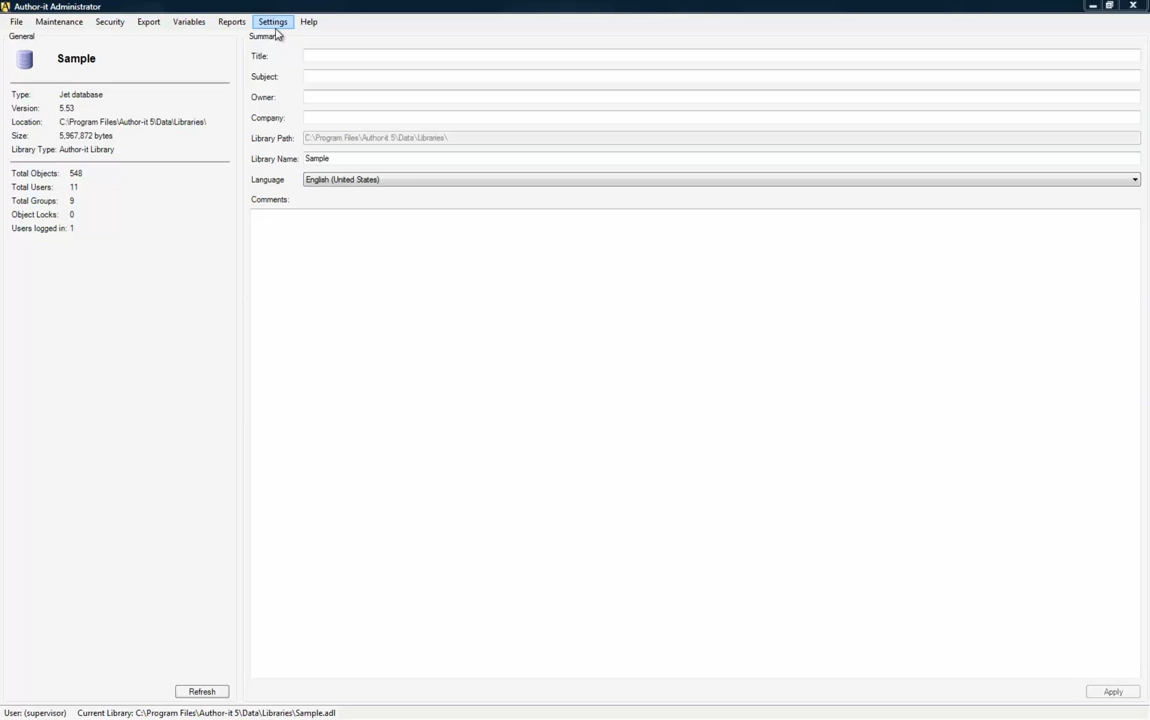 Author-it Administrator
File Maintenance Security Export Variables Reports Settings Help
General
Sample
Type: Jet database
Version: 5.53
Location: C:\Program Files\Author-it 5\Data\Libraries\
Size: 5,967,872 bytes
Library Type: Author-it Library
Total Objects: 548
Total Users: 11
Total Groups: 9
Object Locks: 0
Users logged in: 1
Refresh
Title:
Subject:
Owner:
Company:
Library Path: C:\Program Files\Author-it 5\Data\Libraries\
Library Name: Sample
Language English (United States)
Comments:
Apply
User: (supervisor) Current Library: C:\Program Files\Author-it 5\Data\Libraries\Sample.adl